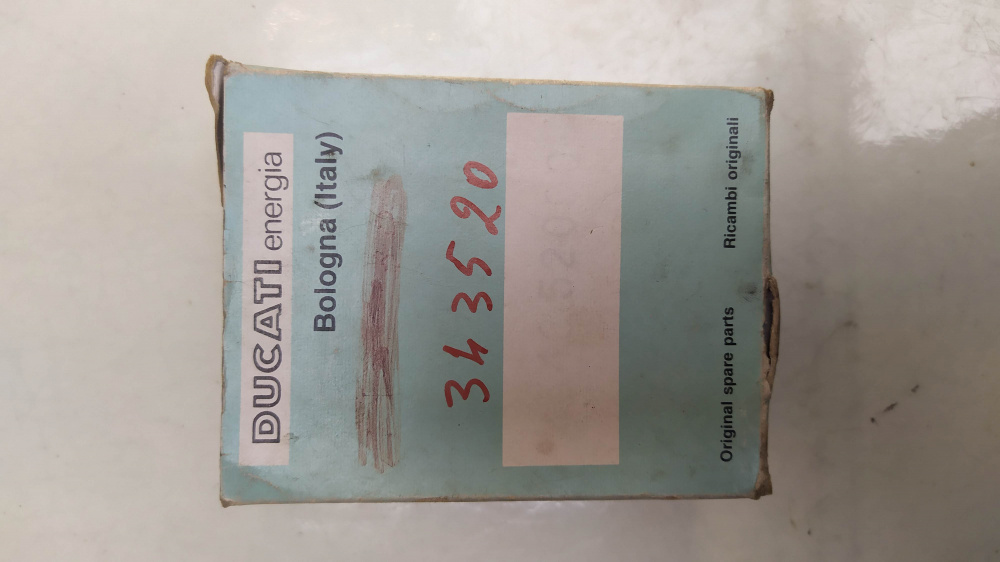 DUCATI energia
Bologna (Italy)
343520
Original spare parts Ricambi originali